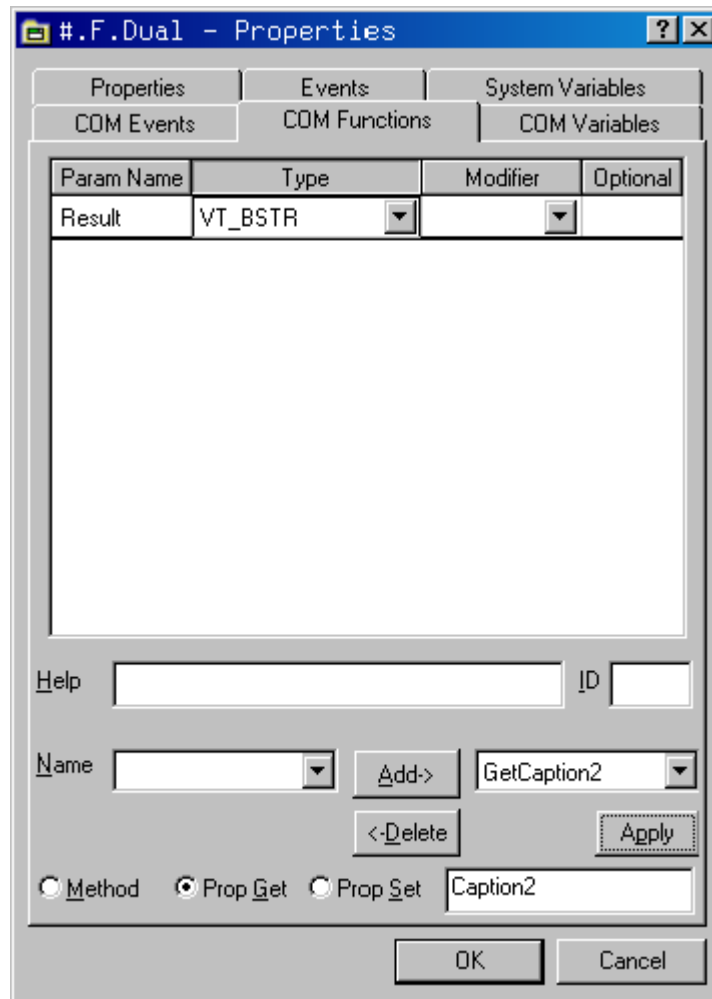 #.F.Dual - Properties
Properties Events System Variables
COM Events COM Functions COM Variables
Param Name Type Modifier Optional
Result VT_BSTR
Help ID
Name Add-> GetCaption2
<-Delete Apply
Method Prop Get Prop Set Caption2
OK Cancel